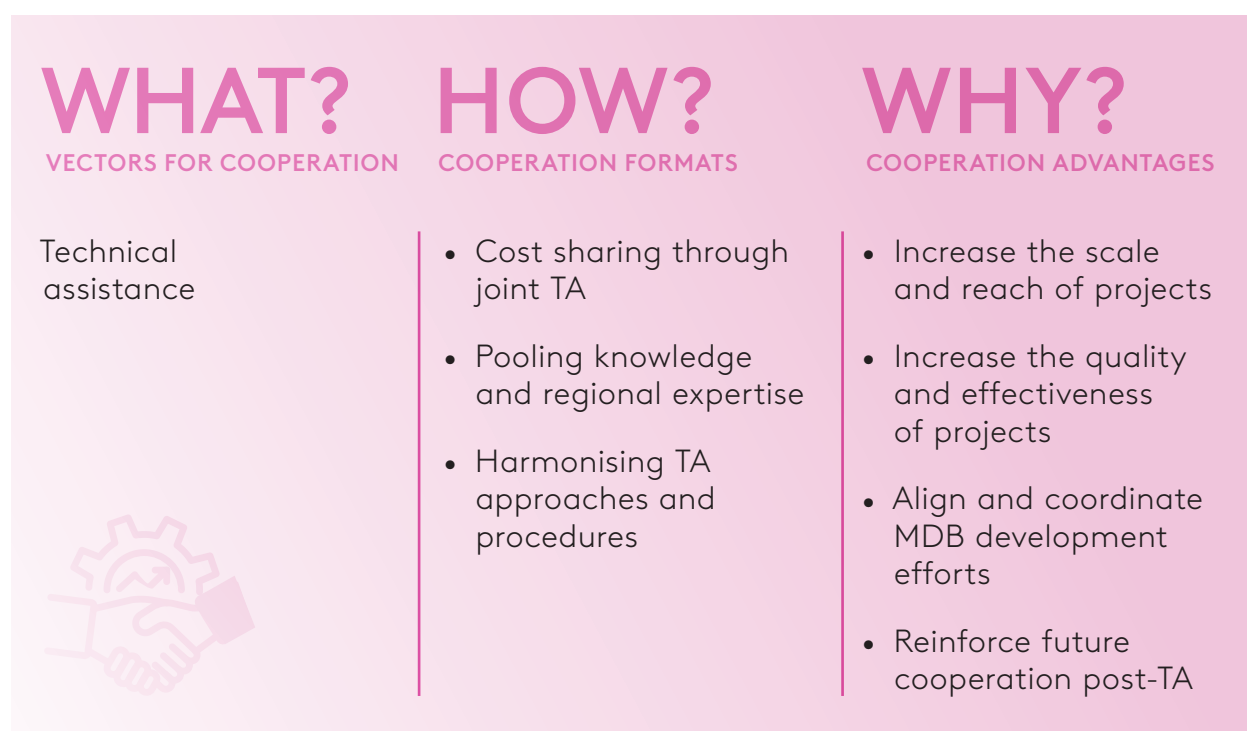 WHAT?
VECTORS FOR COOPERATION
Technical
assistance
HOW?
COOPERATION FORMATS
• Cost sharing through
joint TA
• Pooling knowledge
and regional expertise
• Harmonising TA
approaches and
procedures
WHY?
COOPERATION ADVANTAGES
• Increase the scale
and reach of projects
• Increase the quality
and effectiveness
of projects
• Align and coordinate
MDB development
efforts
• Reinforce future
cooperation post-TA